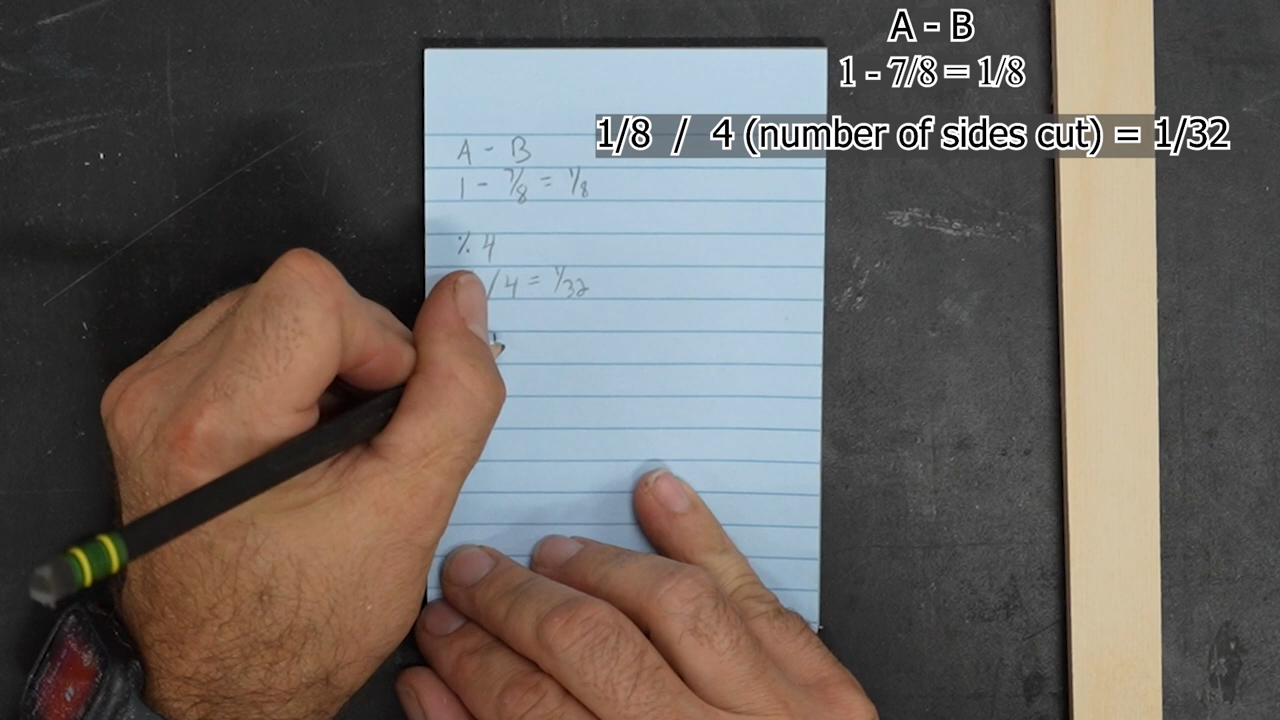 A - B
1 - 7/8 = 1/8
1/8 / 4 (number of sides cut) = 1/32
A - B
1 - 7/8 = 1/8
% 4
/ 4 = 1/32